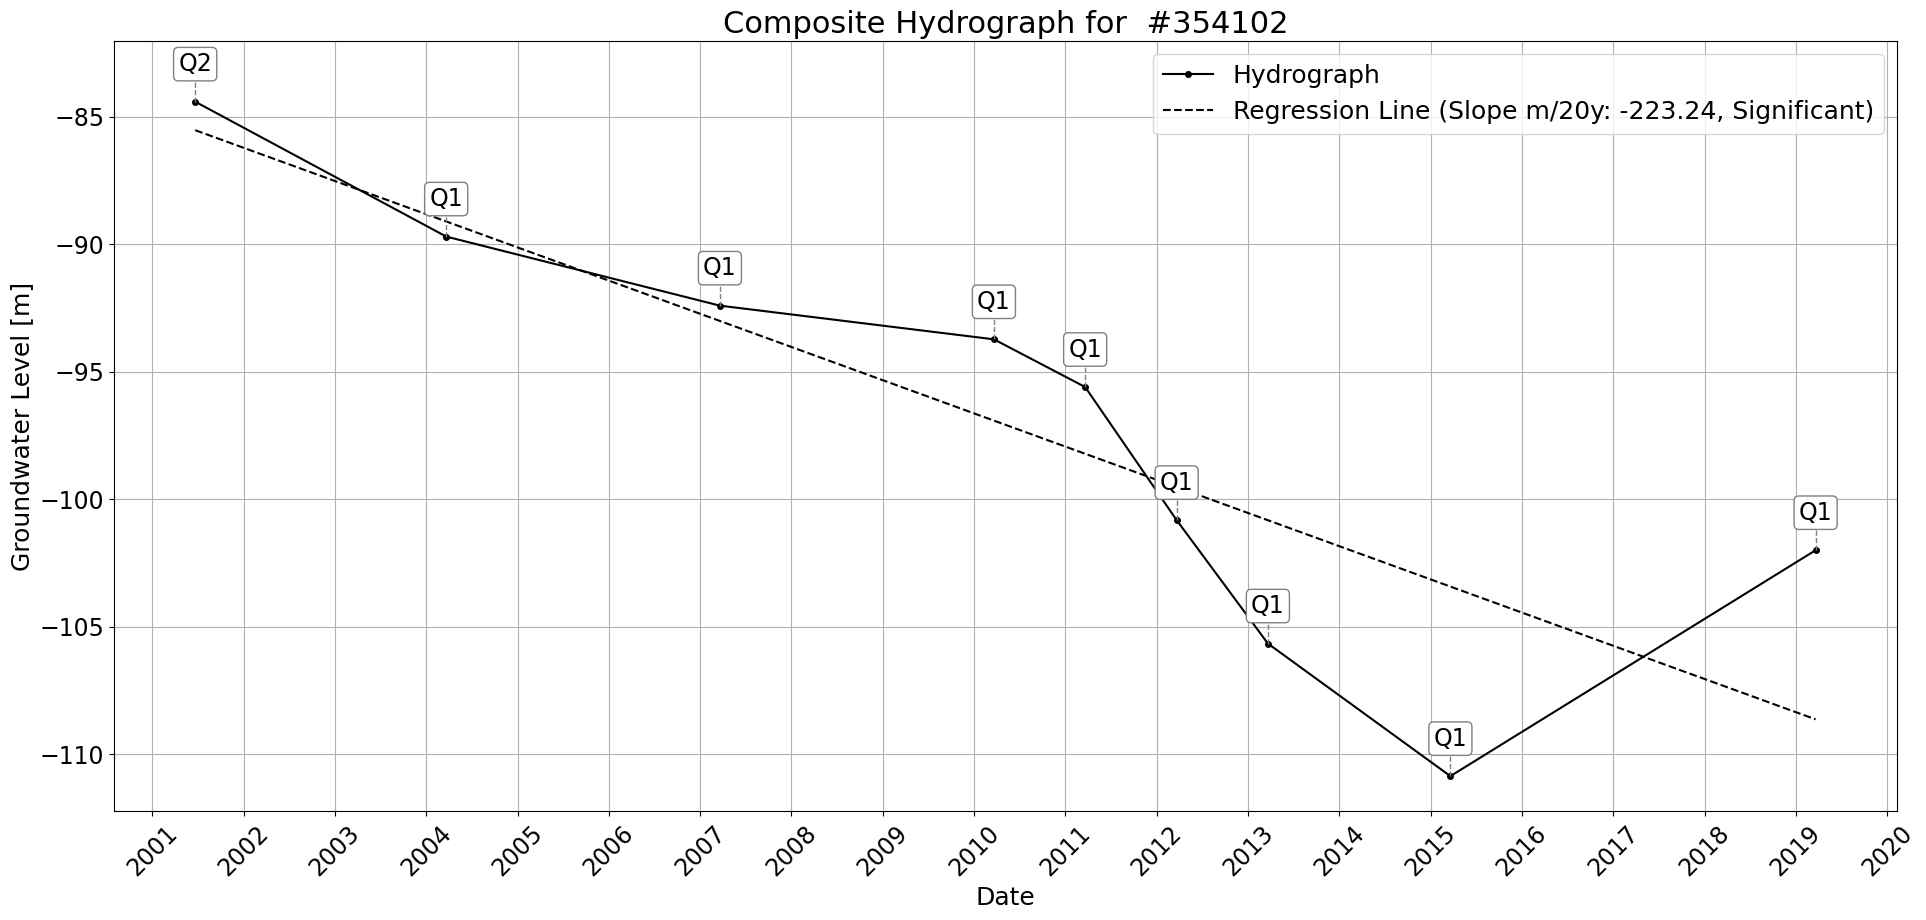 Composite Hydrograph for  #354102
Hydrograph
Regression Line (Slope m/20y: -223.24, Significant)
Q2
Q1
Q1
Q1
Q1
Q1
Q1
Q1
Q1
Groundwater Level [m]
−85
−90
−95
−100
−105
−110
2001
2002
2003
2004
2005
2006
2007
2008
2009
2010
2011
2012
2013
2014
2015
2016
2017
2018
2019
2020
Date